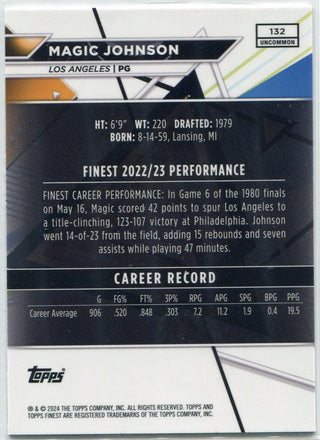 MAGIC JOHNSON
LOS ANGELES | PG
132
UNCOMMON
HT: 6'9" WT: 220 DRAFTED: 1979
BORN: 8-14-59, Lansing, MI
FINEST 2022/23 PERFORMANCE
FINEST CAREER PERFORMANCE: In Game 6 of the 1980 finals
on May 16, Magic scored 42 points to spur Los Angeles to
a title-clinching, 123-107 victory at Philadelphia. Johnson
went 14-of-23 from the field, adding 15 rebounds and seven
assists while playing 47 minutes.
CAREER RECORD
G FG% FT% 3P% RPG APG SPG BPG PPG
Career Average 906 .520 .848 .303 7.2 11.2 1.9 0.4 19.5
Topps
® & © 2024 THE TOPPS COMPANY, INC. ALL RIGHTS RESERVED. TOPPS AND
TOPPS FINEST ARE REGISTERED TRADEMARKS OF THE TOPPS COMPANY, INC.